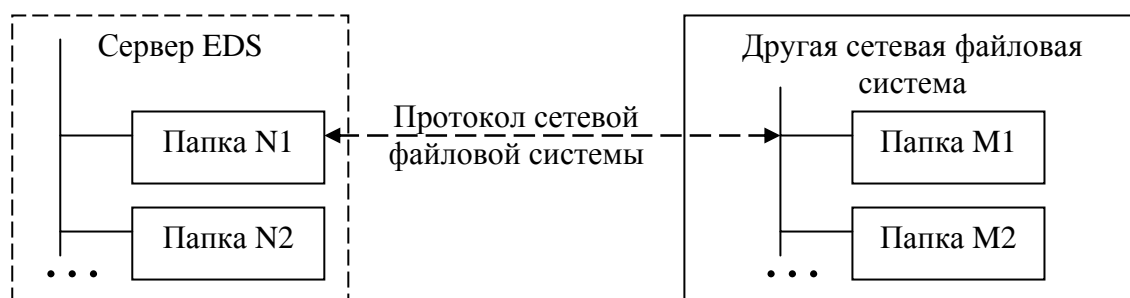 Сервер EDS
Папка N1
Папка N2
...
Протокол сетевой
файловой системы
Другая сетевая файловая
система
Папка M1
Папка M2
...